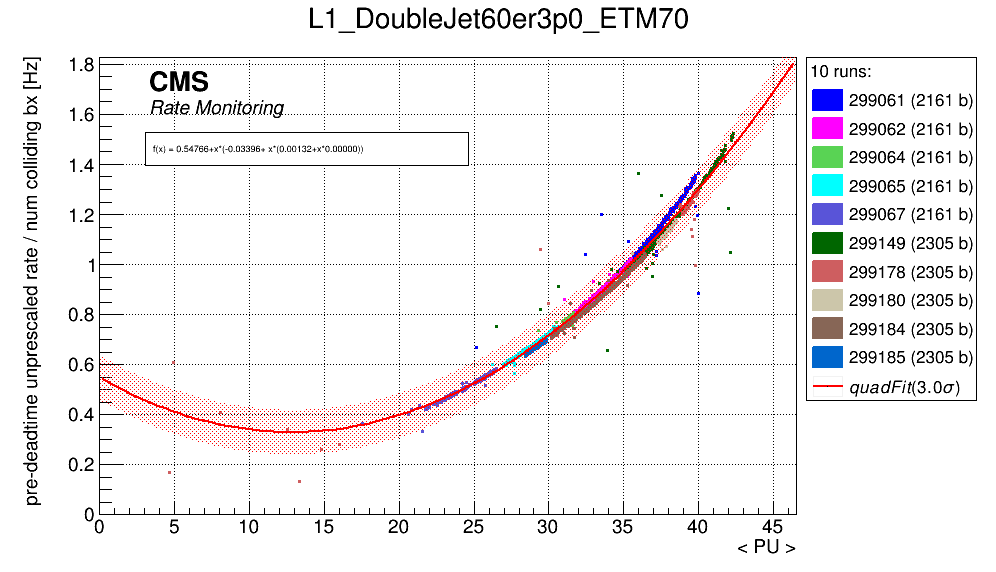 L1_DoubleJet60er3p0_ETM70
pre-deadtime unprescaled rate / num colliding bx [Hz]
CMS
Rate Monitoring
f(x) = 0.54766+x*(-0.03396+ x*(0.00132+x*0.00000))
1.8
1.6
1.4
1.2
1
0.8
0.6
0.4
0.2
0
0 5 10 15 20 25 30 35 40 45
< PU >
10 runs:
299061 (2161 b)
299062 (2161 b)
299064 (2161 b)
299065 (2161 b)
299067 (2161 b)
299149 (2305 b)
299178 (2305 b)
299180 (2305 b)
299184 (2305 b)
299185 (2305 b)
quadFit(3.0σ)